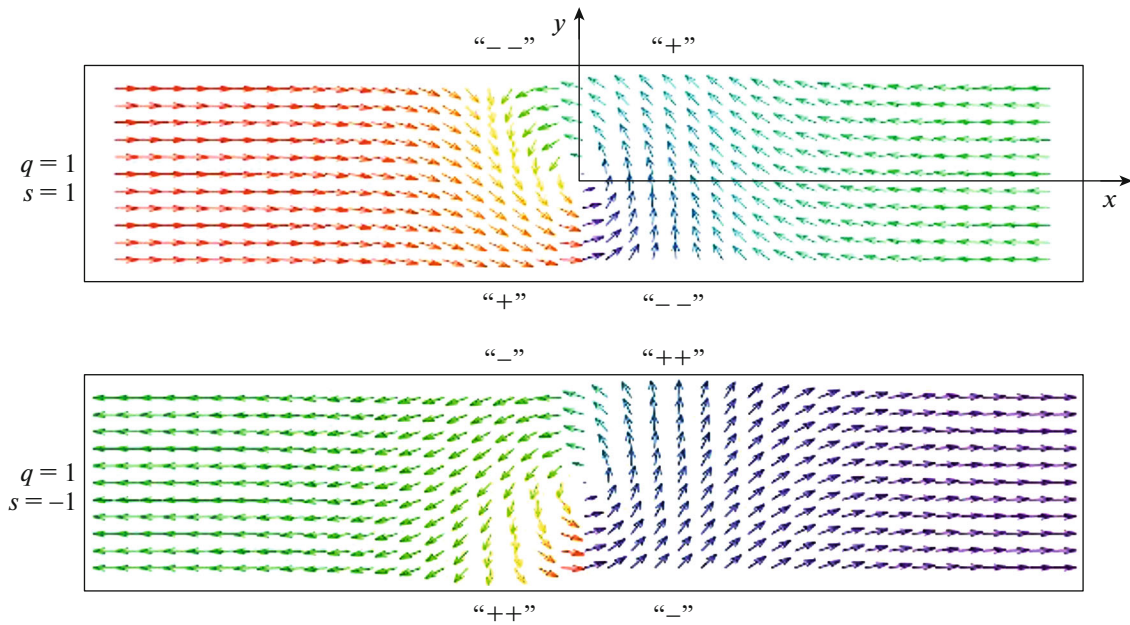 y
“– –” “+”
q = 1
s = 1
x
“+” “– –”
“–” “++”
q = 1
s = –1
“++” “–”